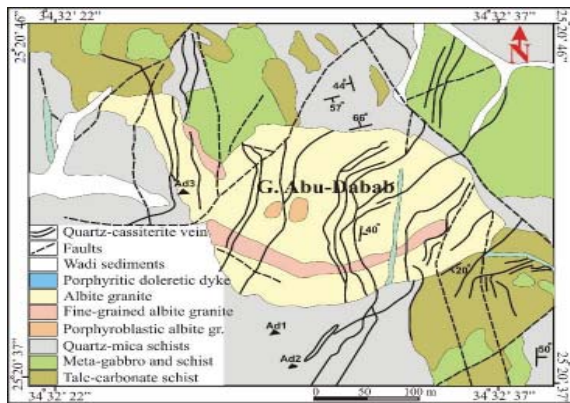 34° 32' 22" 34° 32' 37"
25° 20' 46"
25° 20' 46"
N
44°
57°
66°
G. Abu-Dabab
Ad3
40°
20°
Quartz-cassiterite vein
Faults
Wadi sediments
Porphyritic doleretic dyke
Albite granite
Fine-grained albite granite
Porphyroblastic albite gr.
Quartz-mica schists
Meta-gabbro and schist
Talc-carbonate schist
Ad1
Ad2
50°
25° 20' 37"
25° 20' 37"
0 50 100 m
34° 32' 22" 34° 32' 37"